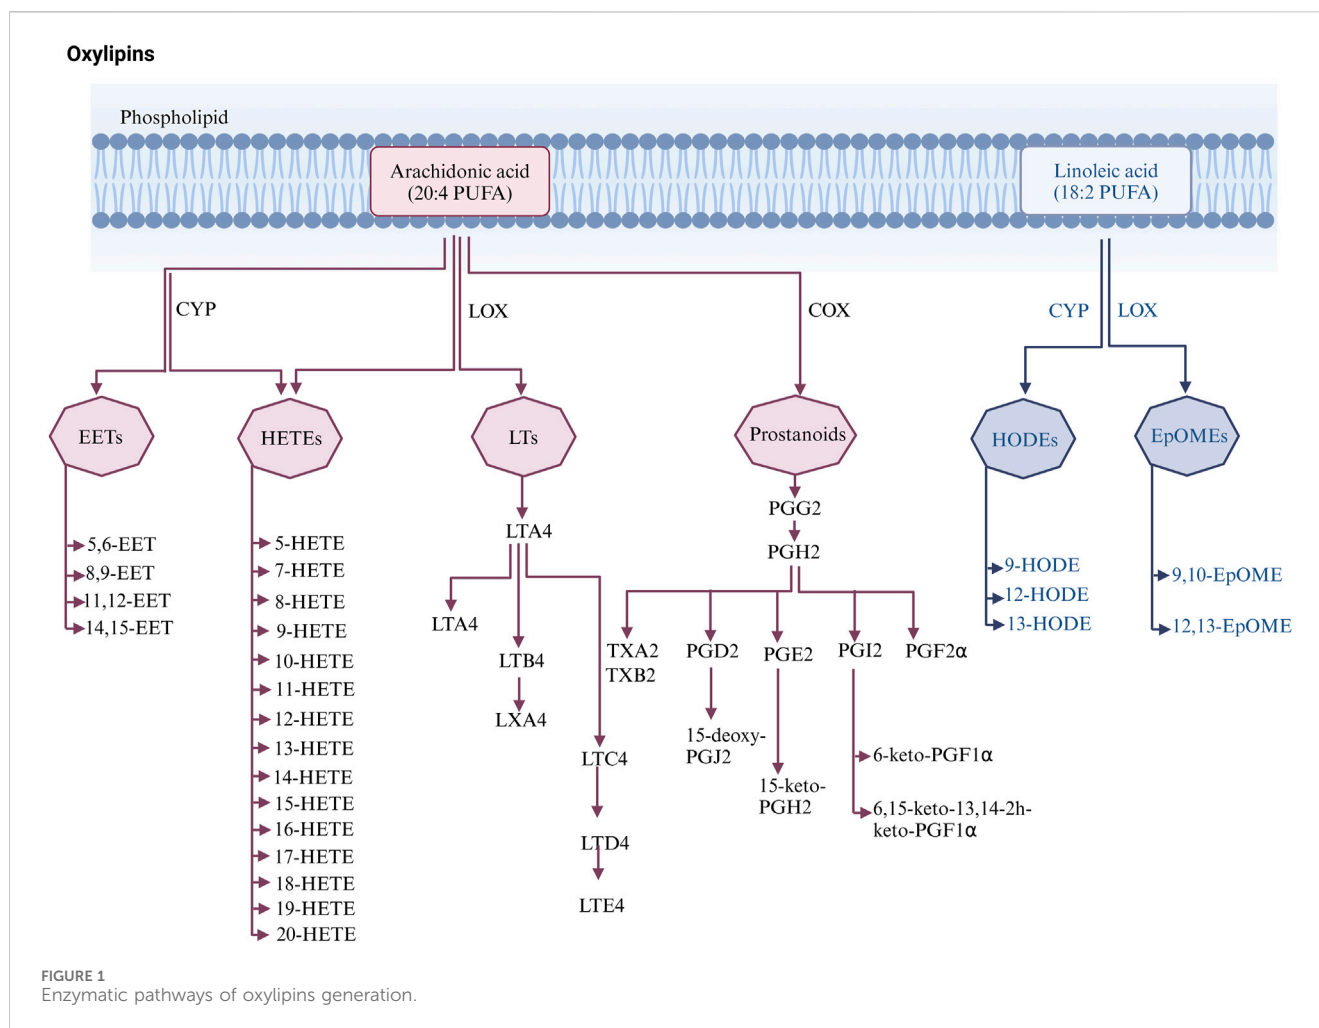 Oxylipins
Phospholipid
Arachidonic acid
(20:4 PUFA)
Linoleic acid
(18:2 PUFA)
CYP
LOX
COX
CYP
LOX
EETs
HETEs
LTs
Prostanoids
HODEs
EpOMEs
5,6-EET
8,9-EET
11,12-EET
14,15-EET
5-HETE
7-HETE
8-HETE
9-HETE
10-HETE
11-HETE
12-HETE
13-HETE
14-HETE
15-HETE
16-HETE
17-HETE
18-HETE
19-HETE
20-HETE
LTA4
LTA4
LTB4
LXA4
LTC4
LTD4
LTE4
PGG2
PGH2
TXA2
TXB2
PGD2
15-deoxy-
PGJ2
PGE2
15-keto-
PGH2
PGI2
6-keto-PGF1α
6,15-keto-13,14-2h-
keto-PGF1α
PGF2α
9-HODE
12-HODE
13-HODE
9,10-EpOME
12,13-EpOME
FIGURE 1
Enzymatic pathways of oxylipins generation.